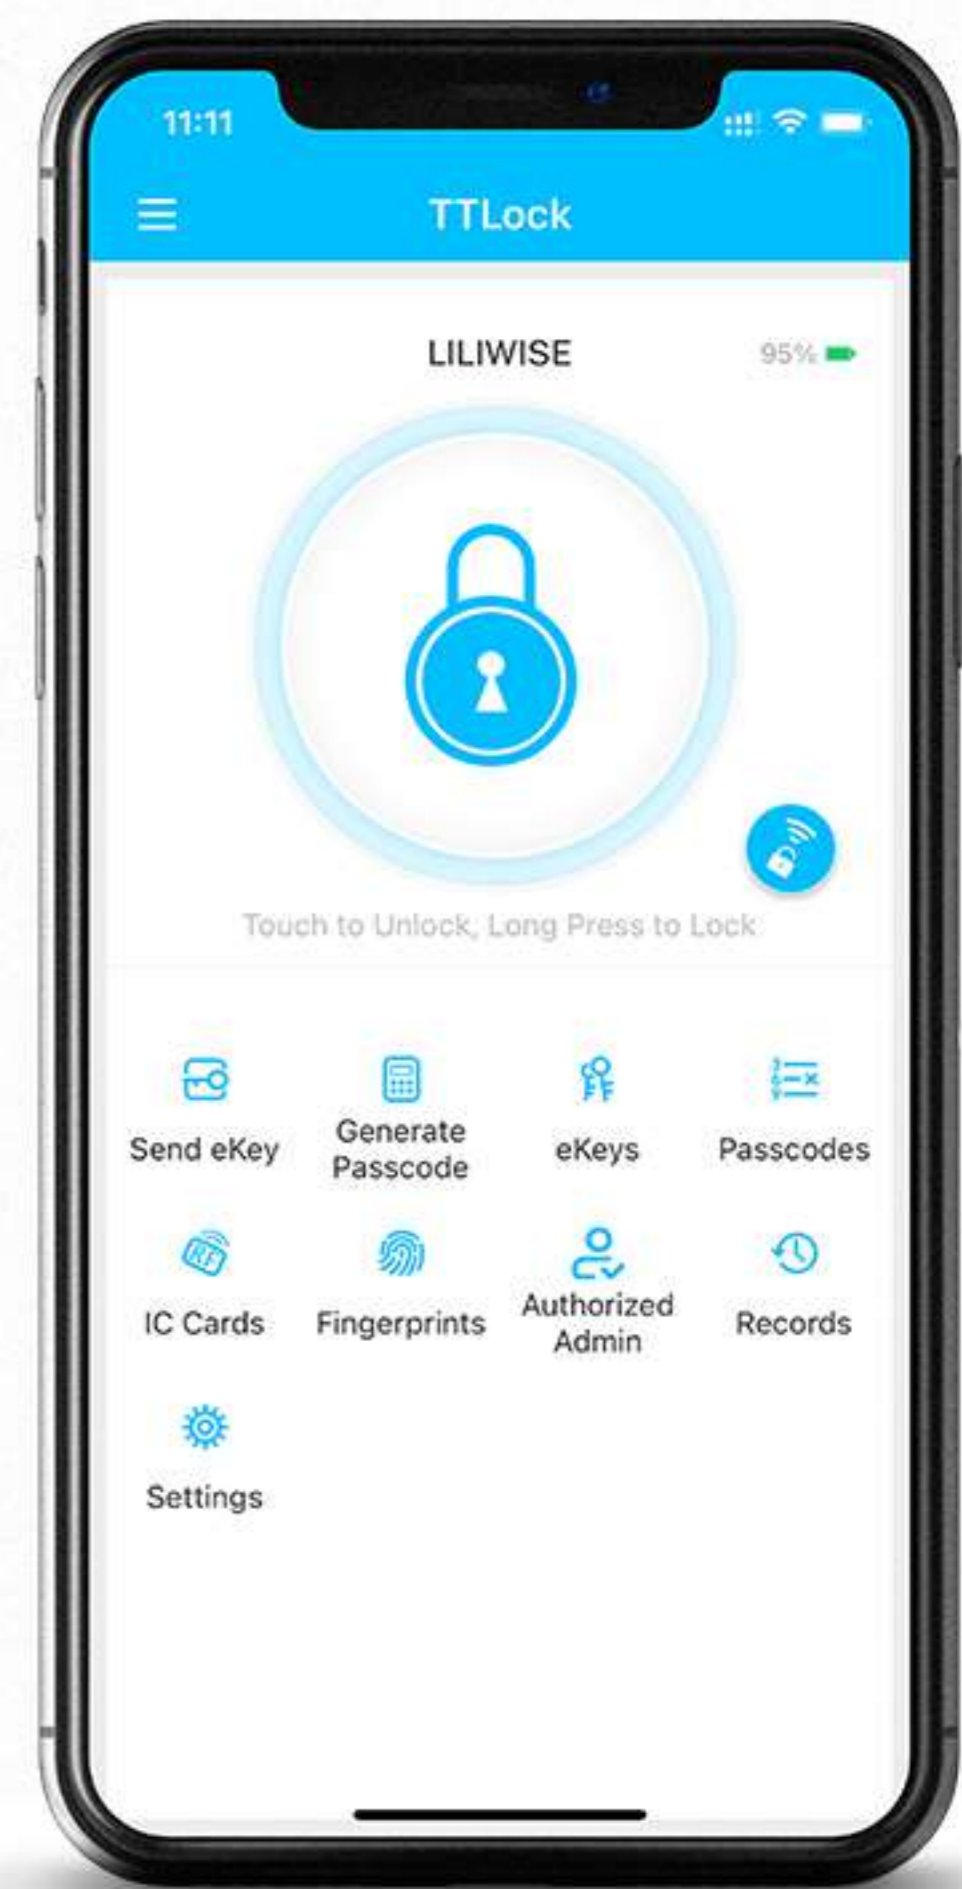 11:11
TTLock
LILIWISE
95%
Touch to Unlock, Long Press to Lock
Send eKey
Generate
Passcode
eKeys
Passcodes
IC Cards
Fingerprints
Authorized
Admin
Records
Settings